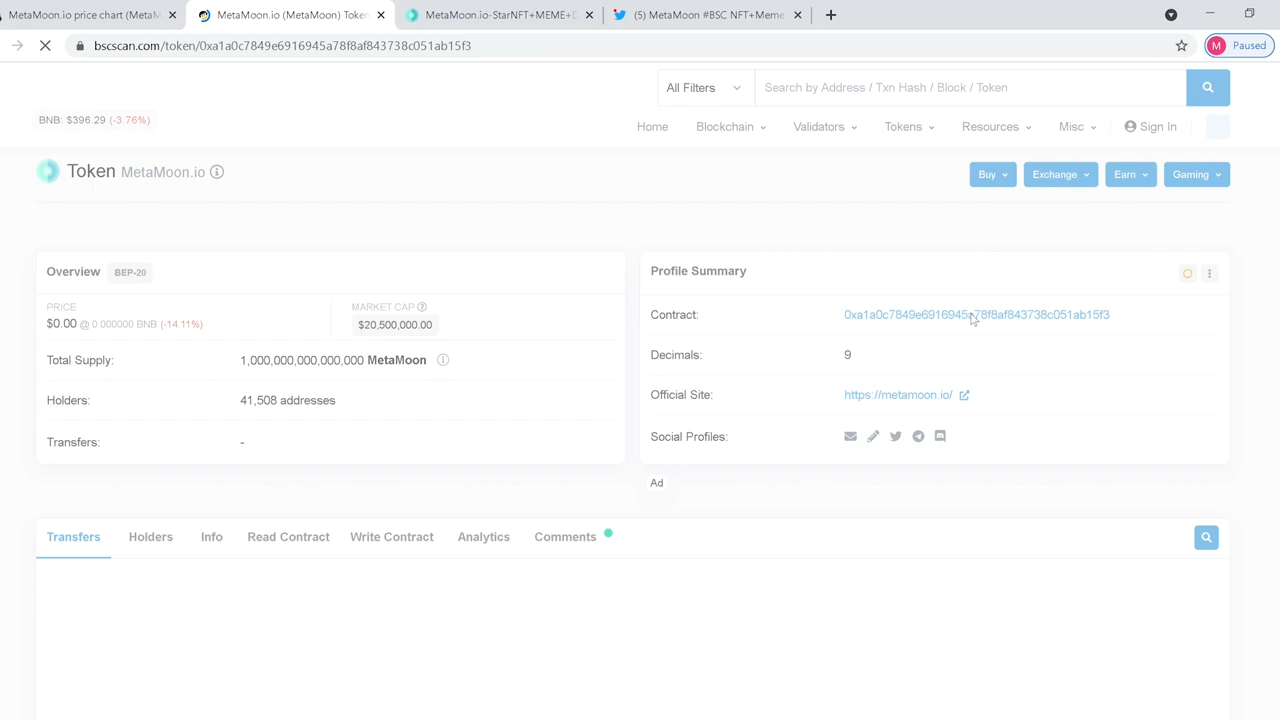 MetaMoon.io price chart (MetaM
MetaMoon.io (MetaMoon) Token
MetaMoon.io-StarNFT+MEME+D
(5) MetaMoon #BSC NFT+Meme
bscscan.com/token/0xa1a0c7849e6916945a78f8af843738c051ab15f3
M Paused
All Filters
Search by Address / Txn Hash / Block / Token
BNB: $396.29 (-3.76%)
Home Blockchain Validators Tokens Resources Misc Sign In
Token MetaMoon.io
Buy Exchange Earn Gaming
Overview BEP-20
PRICE
$0.00 @ 0.000000 BNB (-14.11%)
MARKET CAP
$20,500,000.00
Total Supply: 1,000,000,000,000,000 MetaMoon
Holders: 41,508 addresses
Transfers: -
Profile Summary
Contract: 0xa1a0c7849e6916945a78f8af843738c051ab15f3
Decimals: 9
Official Site: https://metamoon.io/
Social Profiles:
Ad
Transfers Holders Info Read Contract Write Contract Analytics Comments